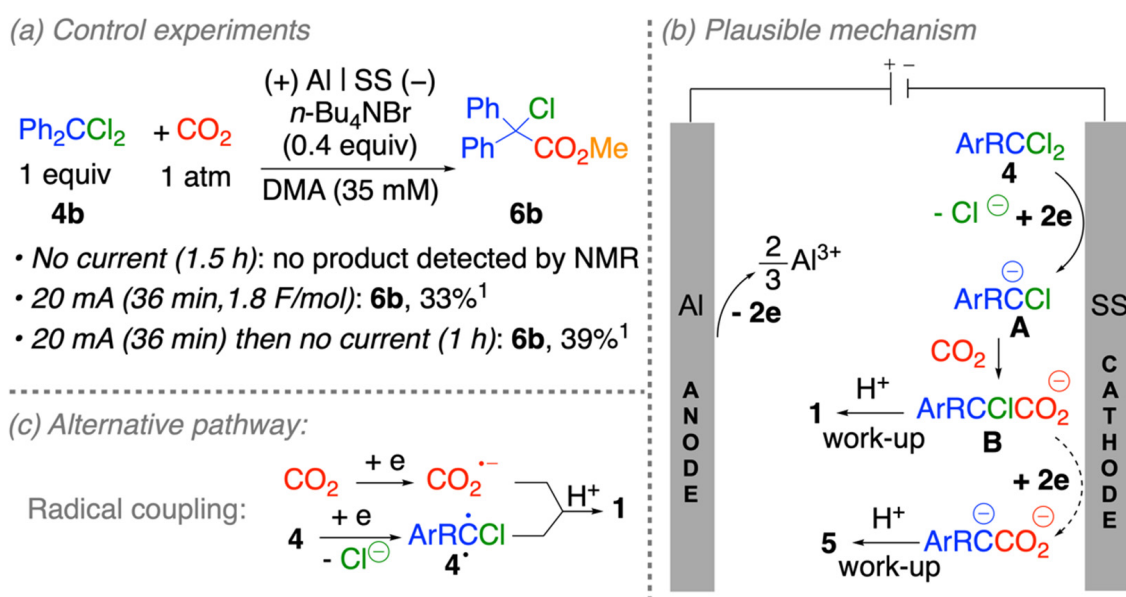 (a) Control experiments
(+) Al | SS (–)
n-Bu4NBr
(0.4 equiv)
DMA (35 mM)
Ph2CCl2 + CO2
1 equiv 1 atm
4b
Ph Cl
Ph CO2Me
6b
• No current (1.5 h): no product detected by NMR
• 20 mA (36 min,1.8 F/mol): 6b, 33%1
• 20 mA (36 min) then no current (1 h): 6b, 39%1
(c) Alternative pathway:
Radical coupling:
CO2 + e CO2•–
4 + e ArRC•Cl
- Cl⊖ 4•
H+ 1
(b) Plausible mechanism
+ –
ArRCCl2
4
- Cl ⊖ + 2e
2/3 Al3+
- 2e
Al
ANODE
SS
CATHODE
⊖
ArRCCl
A
CO2
⊖
ArRCClCO2
B
H+
1
work-up
+ 2e
⊖ ⊖
ArRCCO2
H+
5
work-up